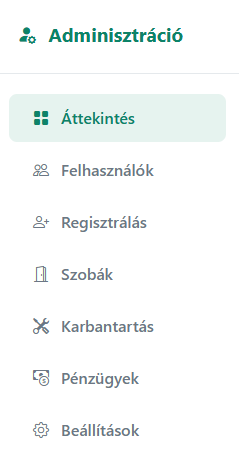 Adminisztráció
Áttekintés
Felhasználók
Regisztrálás
Szobák
Karbantartás
Pénzügyek
Beállítások